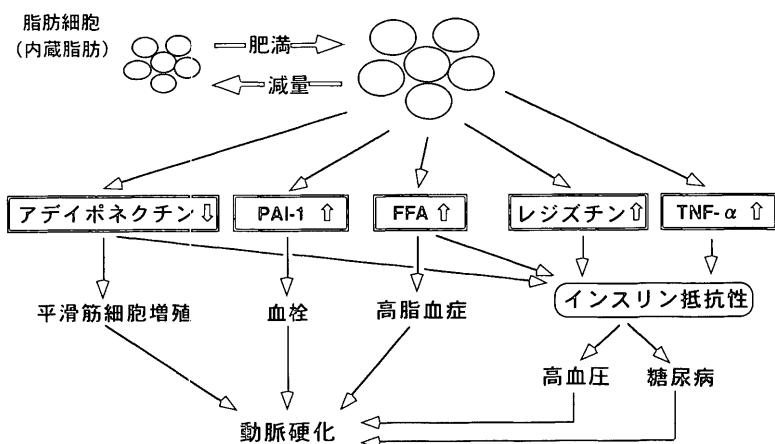 脂肪細胞
(内蔵脂肪)
肥満
減量
アデイポネクチン⇩
PAI-1 ⇧
FFA ⇧
レジズチン⇧
TNF-α ⇧
平滑筋細胞増殖
血栓
高脂血症
インスリン抵抗性
高血圧
糖尿病
動脈硬化